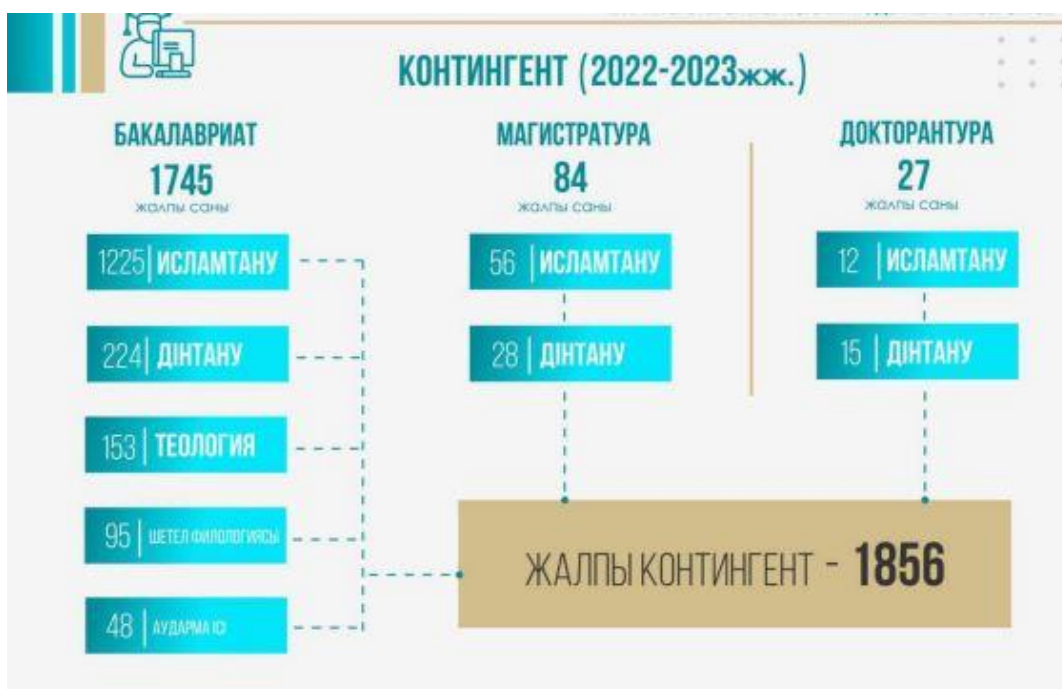 КОНТИНГЕНТ (2022-2023жж.)
БАКАЛАВРИАТ
1745
жалпы саны
1225 | ИСЛАМТАНУ
224 | ДІНТАНУ
153 | ТЕОЛОГИЯ
95 | ШЕТЕЛ ФИЛОЛОГИЯСЫ
48 | АУДАРМА ІСІ
МАГИСТРАТУРА
84
жалпы саны
56 | ИСЛАМТАНУ
28 | ДІНТАНУ
ДОКТОРАНТУРА
27
жалпы саны
12 | ИСЛАМТАНУ
15 | ДІНТАНУ
ЖАЛПЫ КОНТИНГЕНТ - 1856